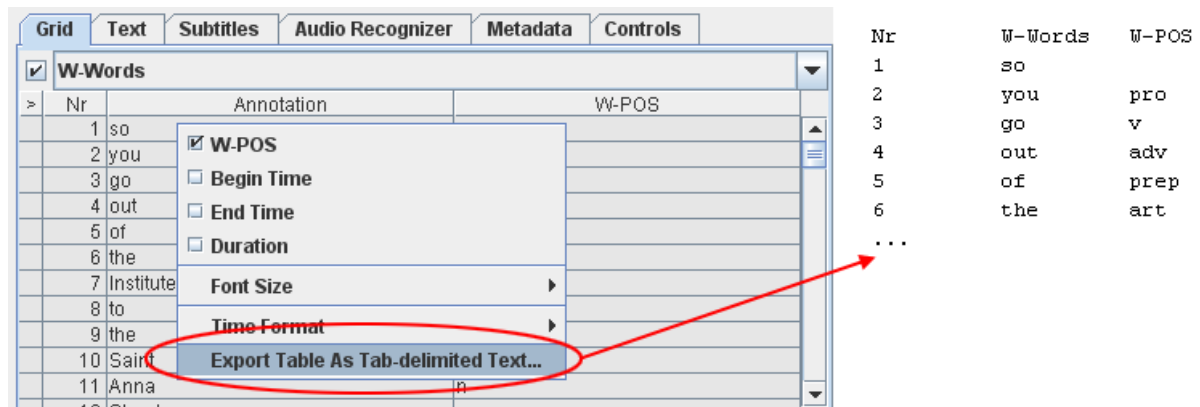 Grid Text Subtitles Audio Recognizer Metadata Controls
W-Words
> Nr Annotation W-POS
1 so
2 you
3 go
4 out
5 of
6 the
7 Institute
8 to
9 the
10 Saint
11 Anna n
W-POS
Begin Time
End Time
Duration
Font Size
Time Format
Export Table As Tab-delimited Text...
Nr W-Words W-POS
1 so
2 you pro
3 go v
4 out adv
5 of prep
6 the art
...